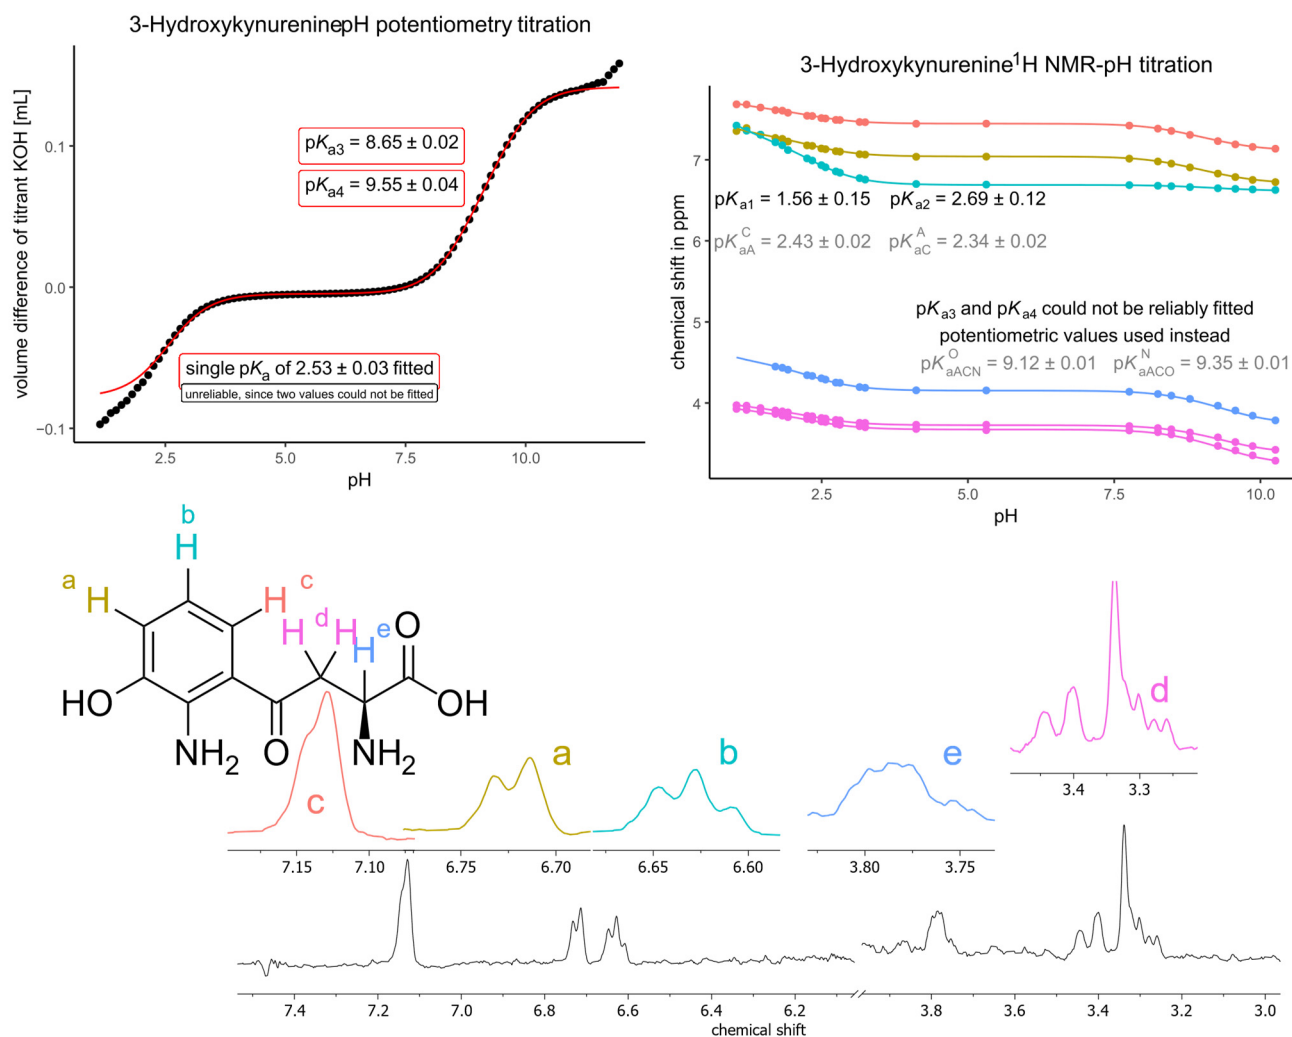 3-HydroxykynureninepH potentiometry titration
volume difference of titrant KOH [mL]
0.1
0.0
−0.1
pKa3 = 8.65 ± 0.02
pKa4 = 9.55 ± 0.04
single pKa of 2.53 ± 0.03 fitted
unreliable, since two values could not be fitted
2.5 5.0 7.5 10.0
pH
3-Hydroxykynurenine1H NMR-pH titration
chemical shift in ppm
7
6
5
4
pKa1 = 1.56 ± 0.15 pKa2 = 2.69 ± 0.12
pKaAC = 2.43 ± 0.02 pKaCA = 2.34 ± 0.02
pKa3 and pKa4 could not be reliably fitted
potentiometric values used instead
pKaACNO = 9.12 ± 0.01 pKaACON = 9.35 ± 0.01
2.5 5.0 7.5 10.0
pH
b
H
a
H
H c
H d H
H e
O
HO
OH
NH2
O
NH2
c
a
b
e
d
7.15 7.10
6.75 6.70
6.65 6.60
3.80 3.75
3.4 3.3
7.4 7.2 7.0 6.8 6.6 6.4 6.2 3.8 3.6 3.4 3.2 3.0
chemical shift